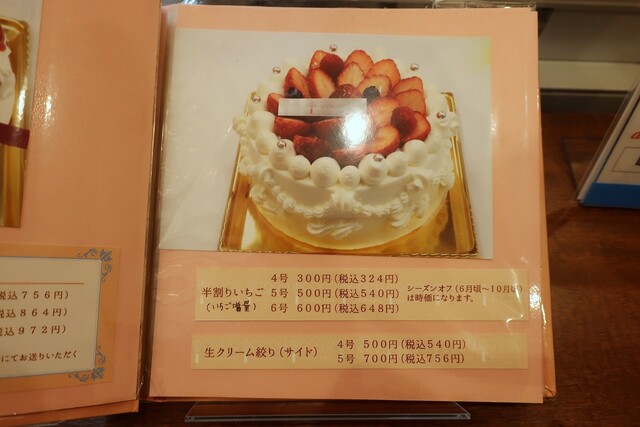 税込756円)
税込864円)
税込972円)
にてお送りいただく
4号 300円(税込324円)
半割りいちご 5号 500円(税込540円)
(いちご増量) 6号 600円(税込648円)
シーズンオフ(6月頃～10月頃)
は時価になります。
生クリーム絞り(サイド) 4号 500円(税込540円)
5号 700円(税込756円)